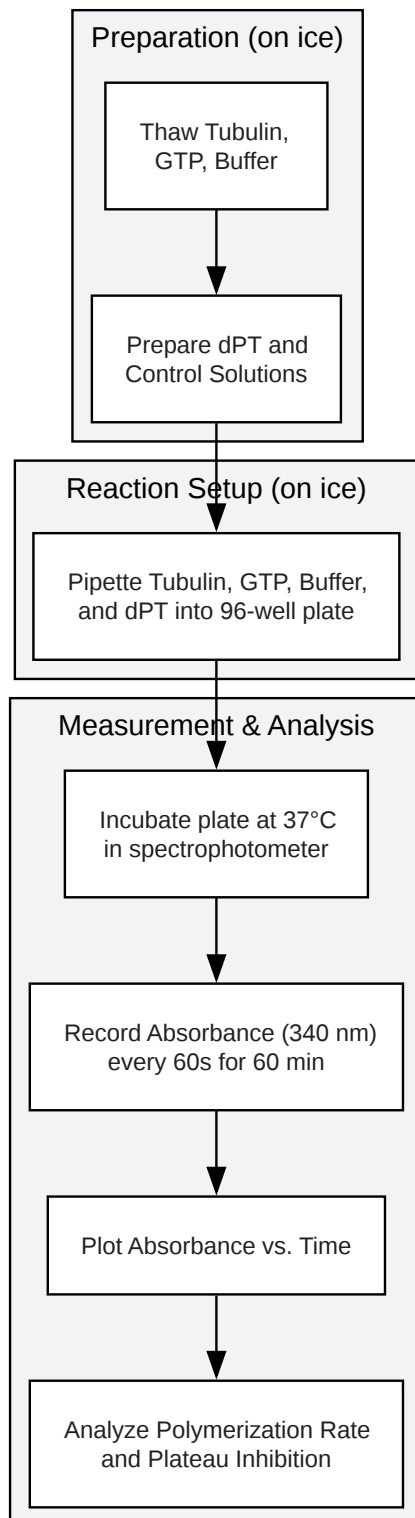 Preparation (on ice)
Thaw Tubulin,
GTP, Buffer
Prepare dPT and
Control Solutions
Reaction Setup (on ice)
Pipette Tubulin, GTP, Buffer,
and dPT into 96-well plate
Measurement & Analysis
Incubate plate at 37°C
in spectrophotometer
Record Absorbance (340 nm)
every 60s for 60 min
Plot Absorbance vs. Time
Analyze Polymerization Rate
and Plateau Inhibition